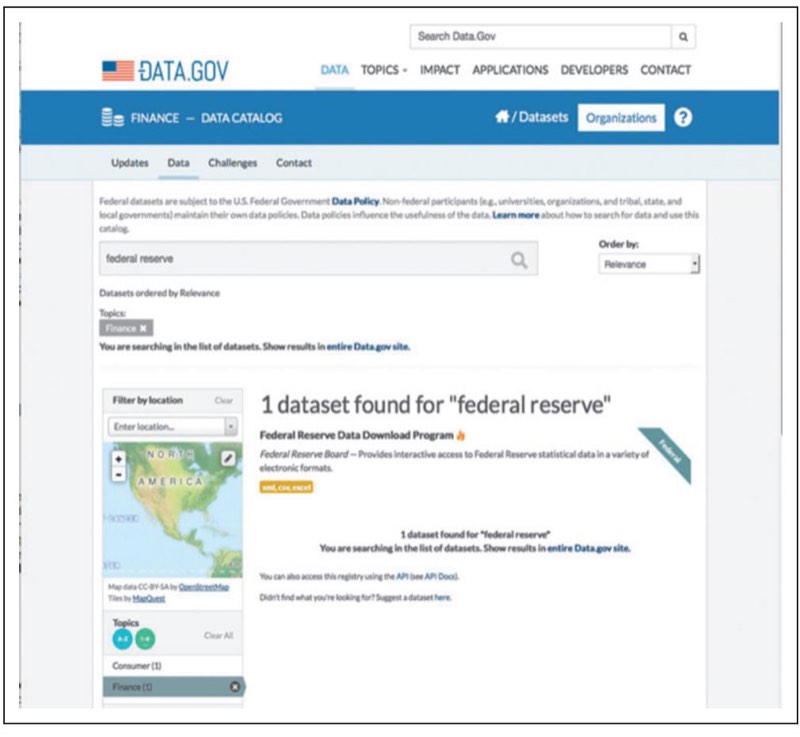 Search Data.Gov
DATA.GOV
DATA TOPICS IMPACT APPLICATIONS DEVELOPERS CONTACT
FINANCE — DATA CATALOG
/ Datasets Organizations ?
Updates Data Challenges Contact
Federal datasets are subject to the U.S. Federal Government Data Policy. Non-federal participants (e.g., universities, organizations, and tribal, state, and
local governments) maintain their own data policies. Data policies influence the usefulness of the data. Learn more about how to search for data and use this
catalog.
Order by:
federal reserve
Relevance
Datasets ordered by Relevance
Topics:
Finance ✖
You are searching in the list of datasets. Show results in entire Data.gov site.
Filter by location Clear
Enter location...
+
-
NORTH
AMERICA
Map data CC-BY-SA by OpenStreetMap
Tiles by MapQuest
Topics
A-Z
Clear All
Consumer (1)
Finance (1)
1 dataset found for "federal reserve"
Federal Reserve Data Download Program
Federal
Federal Reserve Board — Provides interactive access to Federal Reserve statistical data in a variety of
electronic formats.
xml, csv, excel
1 dataset found for "federal reserve"
You are searching in the list of datasets. Show results in entire Data.gov site.
You can also access this registry using the API (see API Docs).
Didn't find what you're looking for? Suggest a dataset here.